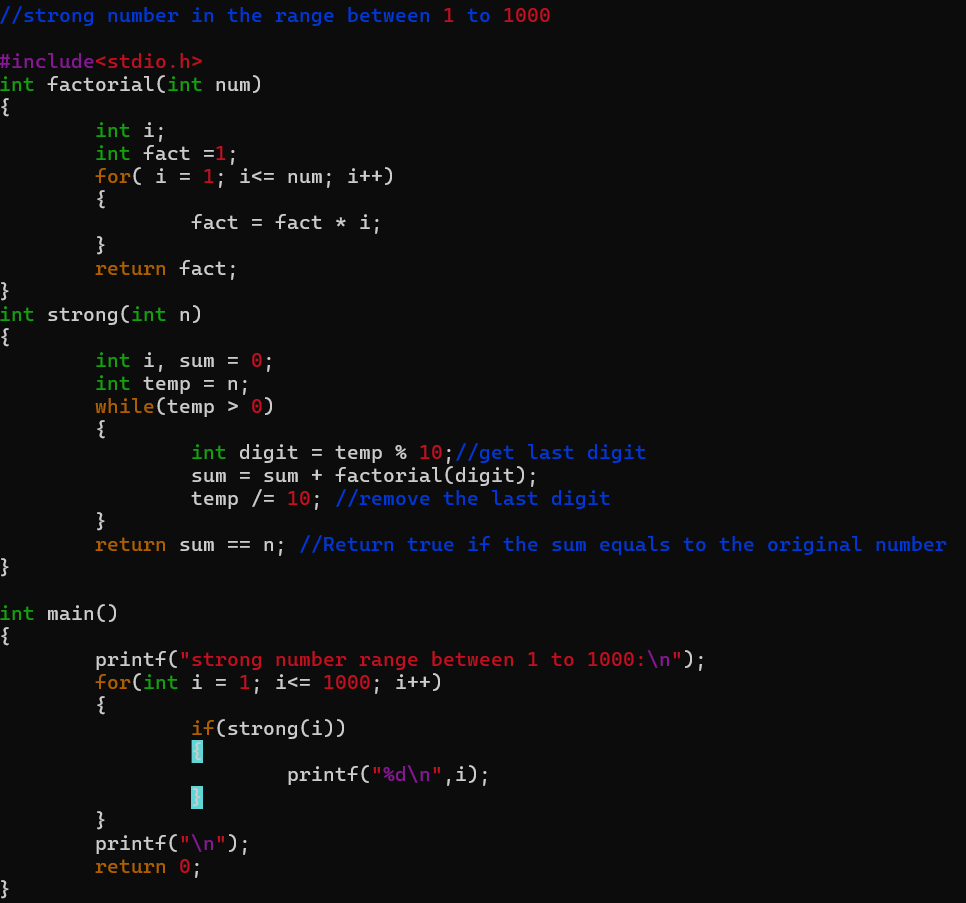 //strong number in the range between 1 to 1000
#include<stdio.h>
int factorial(int num)
{
        int i;
        int fact =1;
        for( i = 1; i<= num; i++)
        {
                fact = fact * i;
        }
        return fact;
}
int strong(int n)
{
        int i, sum = 0;
        int temp = n;
        while(temp > 0)
        {
                int digit = temp % 10;//get last digit
                sum = sum + factorial(digit);
                temp /= 10; //remove the last digit
        }
        return sum == n; //Return true if the sum equals to the original number
}
int main()
{
        printf("strong number range between 1 to 1000:\n");
        for(int i = 1; i<= 1000; i++)
        {
                if(strong(i))
                {
                        printf("%d\n",i);
                }
        }
        printf("\n");
        return 0;
}